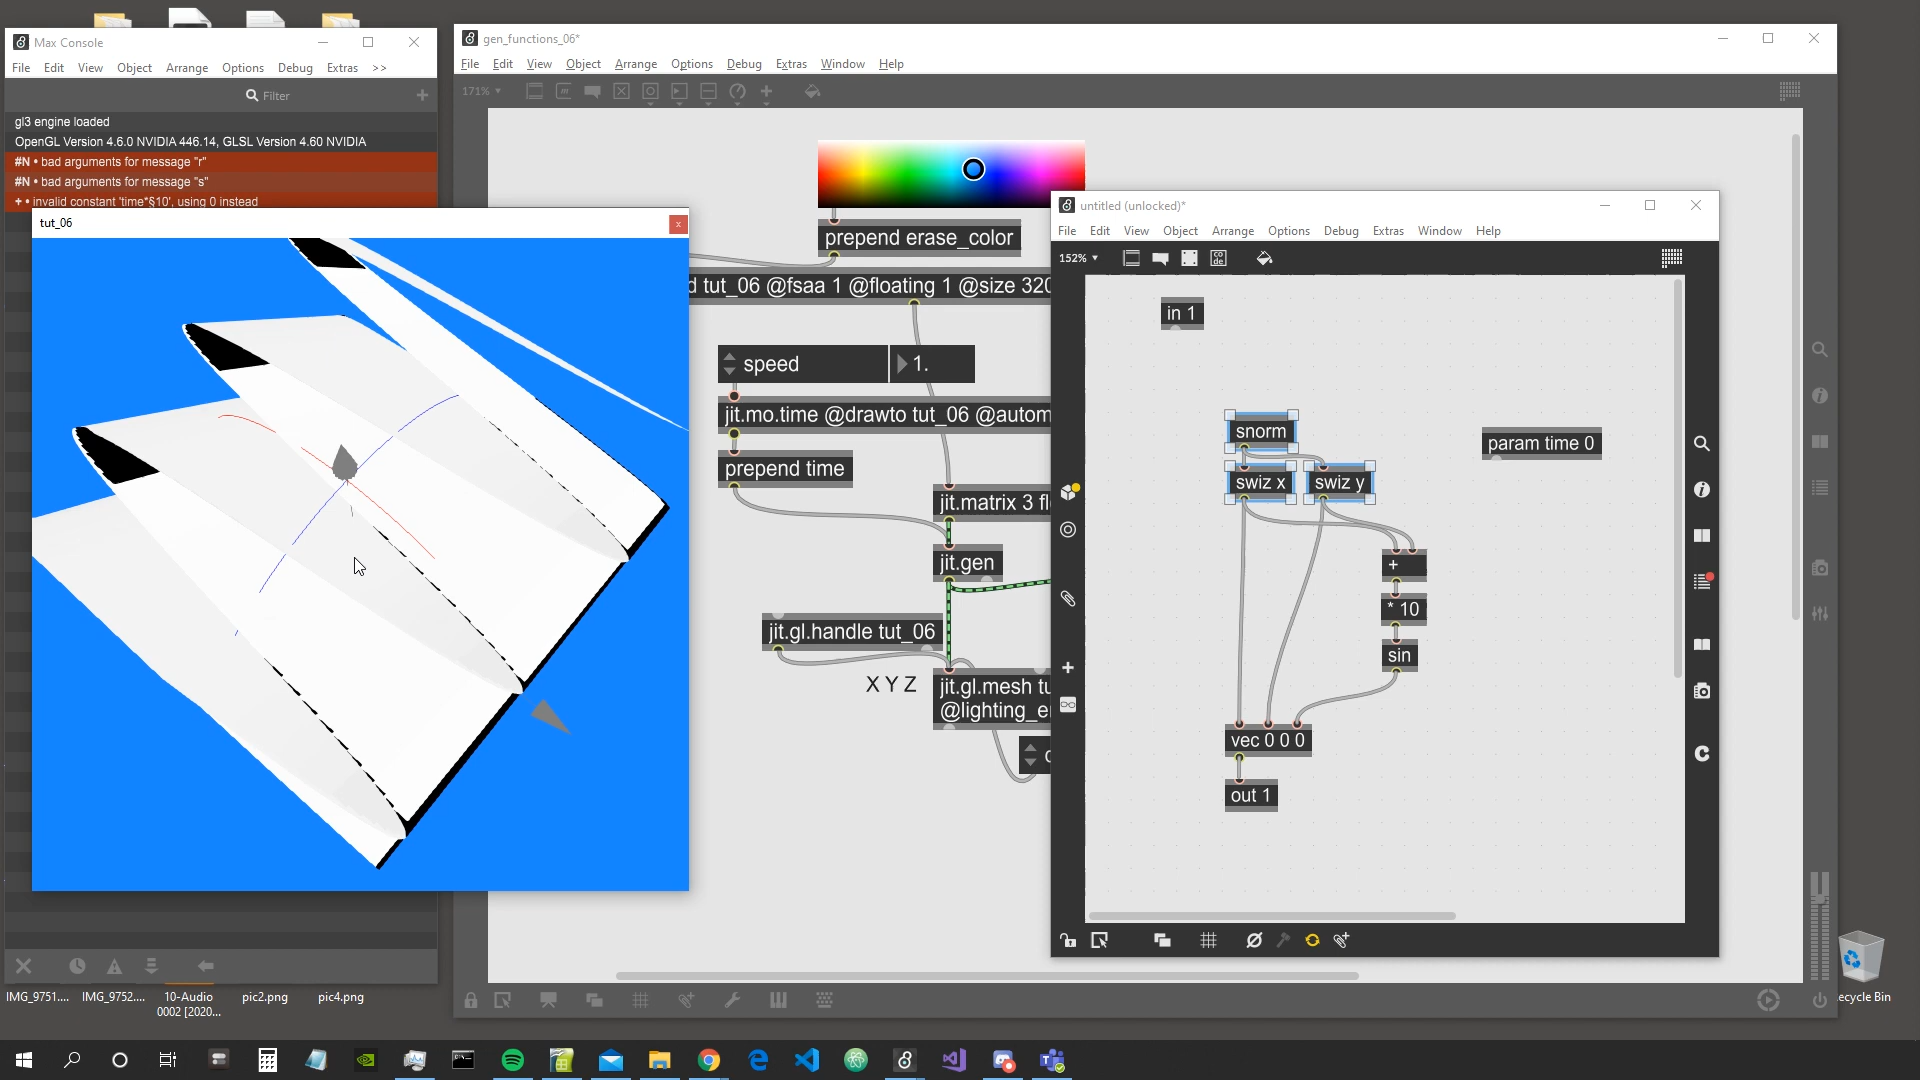 Max Console
File Edit View Object Arrange Options Debug Extras >>
Filter
gl3 engine loaded
OpenGL Version 4.6.0 NVIDIA 446.14, GLSL Version 4.60 NVIDIA
#N • bad arguments for message "r"
#N • bad arguments for message "s"
+ • invalid constant 'time*§10', using 0 instead
tut_06
x
gen_functions_06*
File Edit View Object Arrange Options Debug Extras Window Help
171%
prepend erase_color
d tut_06 @fsaa 1 @floating 1 @size 320
speed 1.
jit.mo.time @drawto tut_06 @autom
prepend time
jit.matrix 3 fl
jit.gen
jit.gl.handle tut_06
X Y Z
jit.gl.mesh tu
@lighting_e
untitled (unlocked)*
File Edit View Object Arrange Options Debug Extras Window Help
152%
in 1
snorm
param time 0
swiz x swiz y
+
* 10
sin
vec 0 0 0
out 1
IMG_9751.... IMG_9752.... 10-Audio 0002 [2020... pic2.png pic4.png
ecycle Bin